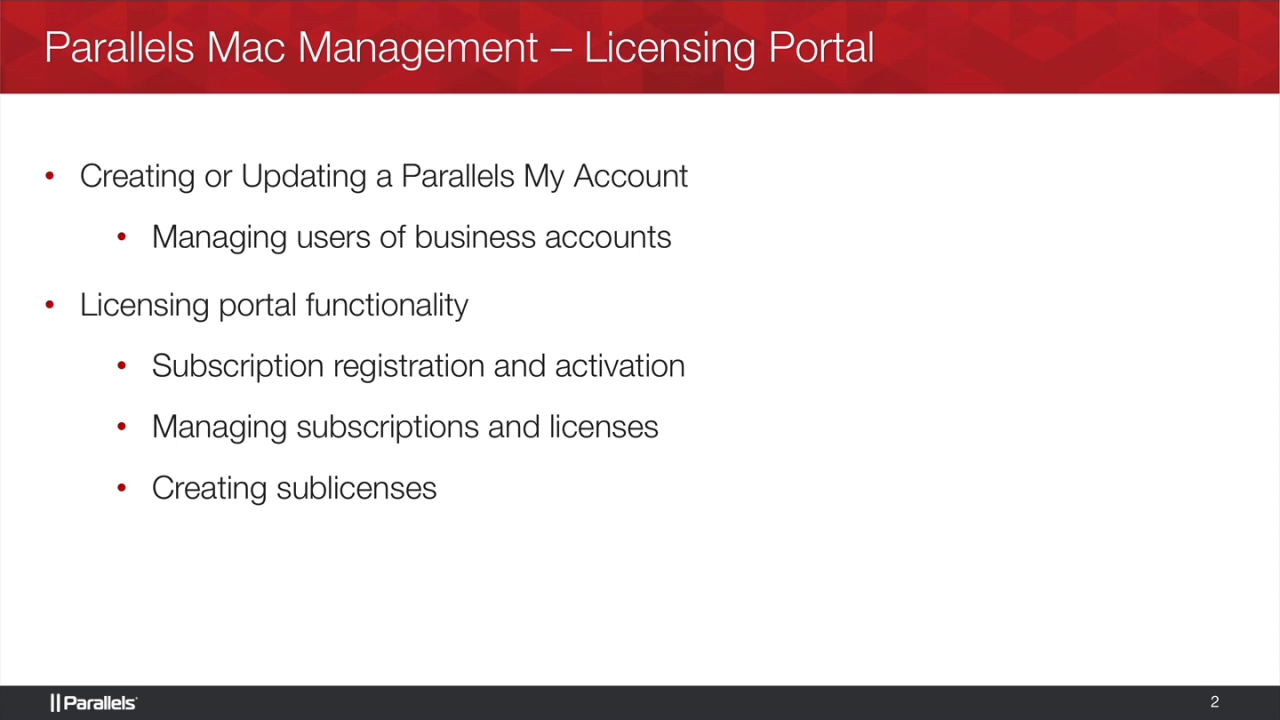 Parallels Mac Management – Licensing Portal
• Creating or Updating a Parallels My Account
• Managing users of business accounts
• Licensing portal functionality
• Subscription registration and activation
• Managing subscriptions and licenses
• Creating sublicenses
Parallels
2